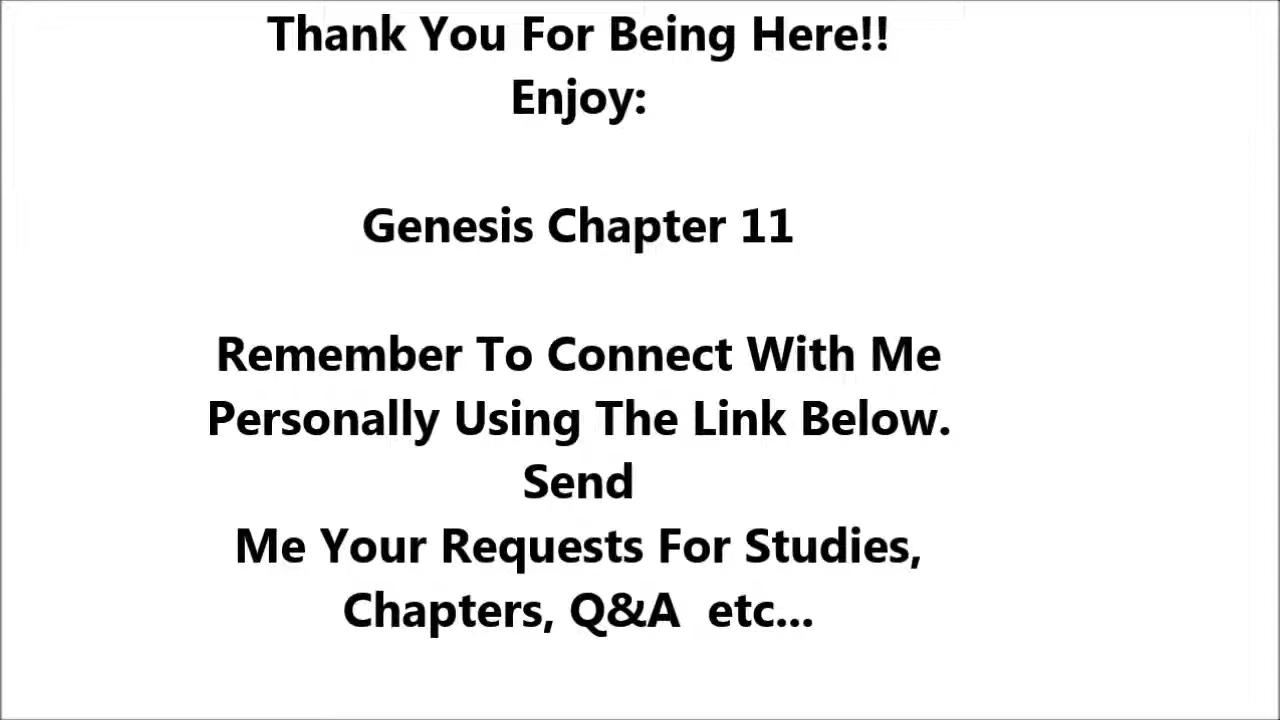 Thank You For Being Here!!
Enjoy:
Genesis Chapter 11
Remember To Connect With Me
Personally Using The Link Below.
Send
Me Your Requests For Studies,
Chapters, Q&A  etc...